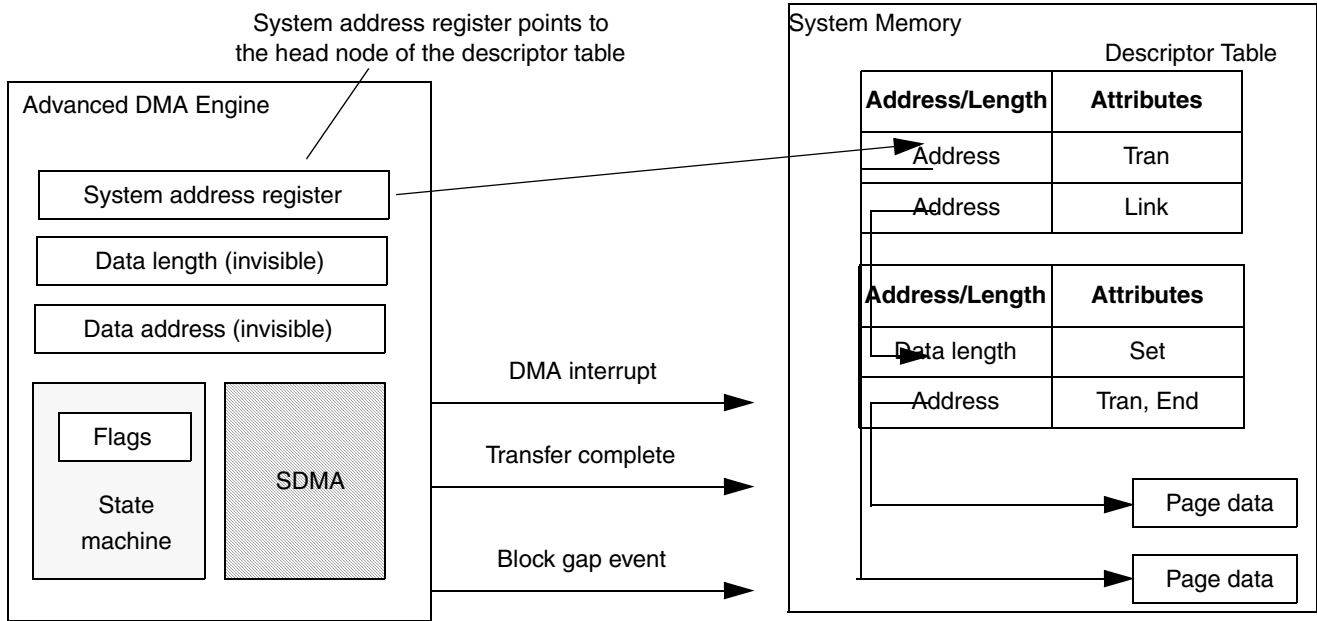 System address register points to
the head node of the descriptor table
Advanced DMA Engine
System address register
Data length (invisible)
Data address (invisible)
Flags
State
machine
SDMA
DMA interrupt
Transfer complete
Block gap event
System Memory
Descriptor Table
Address/Length Attributes
Address Tran
Address Link
Address/Length Attributes
Data length Set
Address Tran, End
Page data
Page data